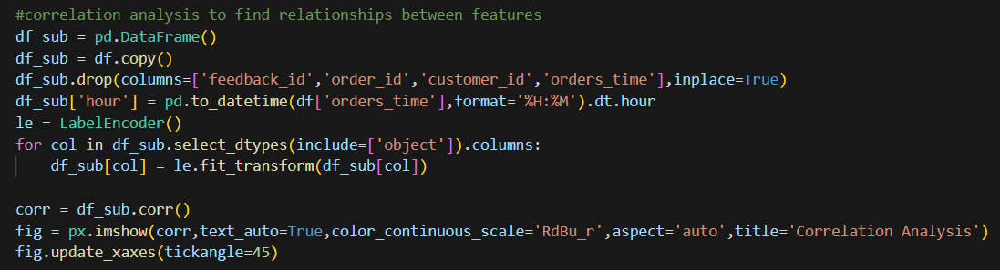 #correlation analysis to find relationships between features
df_sub = pd.DataFrame()
df_sub = df.copy()
df_sub.drop(columns=['feedback_id','order_id','customer_id','orders_time'],inplace=True)
df_sub['hour'] = pd.to_datetime(df['orders_time'],format='%H:%M').dt.hour
le = LabelEncoder()
for col in df_sub.select_dtypes(include=['object']).columns:
    df_sub[col] = le.fit_transform(df_sub[col])

corr = df_sub.corr()
fig = px.imshow(corr,text_auto=True,color_continuous_scale='RdBu_r',aspect='auto',title='Correlation Analysis')
fig.update_xaxes(tickangle=45)